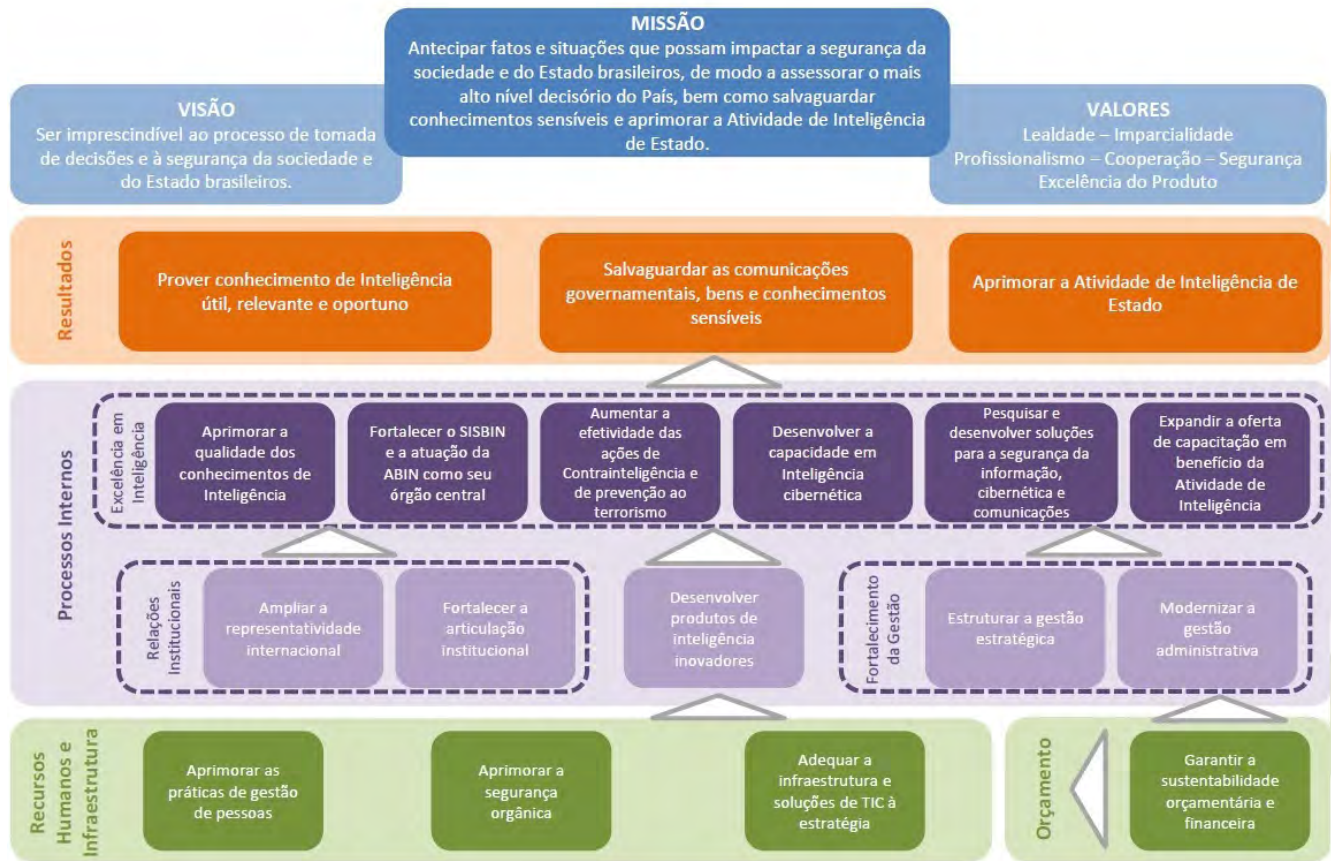 MISSÃO
Antecipar fatos e situações que possam impactar a segurança da
sociedade e do Estado brasileiros, de modo a assessorar o mais
alto nível decisório do País, bem como salvaguardar
conhecimentos sensíveis e aprimorar a Atividade de Inteligência
de Estado.
VISÃO
Ser imprescindível ao processo de tomada
de decisões e à segurança da sociedade e
do Estado brasileiros.
VALORES
Lealdade – Imparcialidade
Profissionalismo – Cooperação – Segurança
Excelência do Produto
Resultados
Prover conhecimento de Inteligência
útil, relevante e oportuno
Salvaguardar as comunicações
governamentais, bens e conhecimentos
sensíveis
Aprimorar a Atividade de Inteligência de
Estado
Processos Internos
Excelência em
Inteligência
Aprimorar a
qualidade dos
conhecimentos de
Inteligência
Fortalecer o SISBIN
e a atuação da
ABIN como seu
órgão central
Aumentar a
efetividade das
ações de
Contrainteligência e
de prevenção ao
terrorismo
Desenvolver a
capacidade em
Inteligência
cibernética
Pesquisar e
desenvolver soluções
para a segurança da
informação,
cibernética e
comunicações
Expandir a oferta
de capacitação em
benefício da
Atividade de
Inteligência
Relações
Institucionais
Ampliar a
representatividade
internacional
Fortalecer a
articulação
institucional
Desenvolver
produtos de
inteligência
inovadores
Fortalecimento
da Gestão
Estruturar a gestão
estratégica
Modernizar a
gestão
administrativa
Recursos
Humanos e
Infraestrutura
Aprimorar as
práticas de gestão
de pessoas
Aprimorar a
segurança
orgânica
Adequar a
infraestrutura e
soluções de TIC à
estratégia
Orçamento
Garantir a
sustentabilidade
orçamentária e
financeira